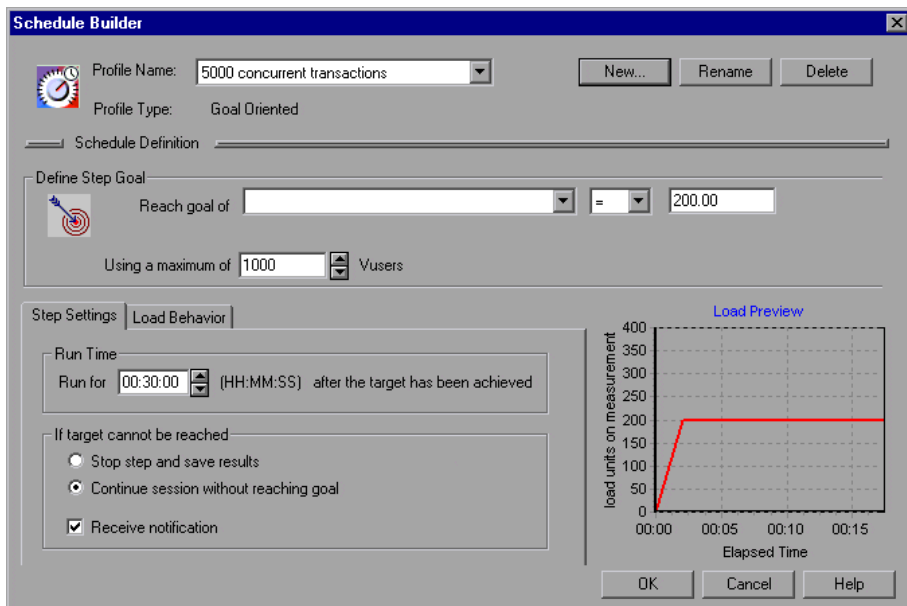 Schedule Builder
Profile Name: 5000 concurrent transactions New... Rename Delete
Profile Type: Goal Oriented
Schedule Definition
Define Step Goal
Reach goal of = 200.00
Using a maximum of 1000 Vusers
Step Settings Load Behavior
Run Time
Run for 00:30:00 (HH:MM:SS) after the target has been achieved
If target cannot be reached
Stop step and save results
Continue session without reaching goal
Receive notification
Load Preview
load units on measurement
400
350
300
250
200
150
100
50
0
00:00 00:05 00:10 00:15
Elapsed Time
OK Cancel Help